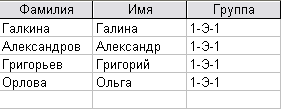 Фамилия Имя Группа
Галкина Галина 1-Э-1
Александров Александр 1-Э-1
Григорьев Григорий 1-Э-1
Орлова Ольга 1-Э-1